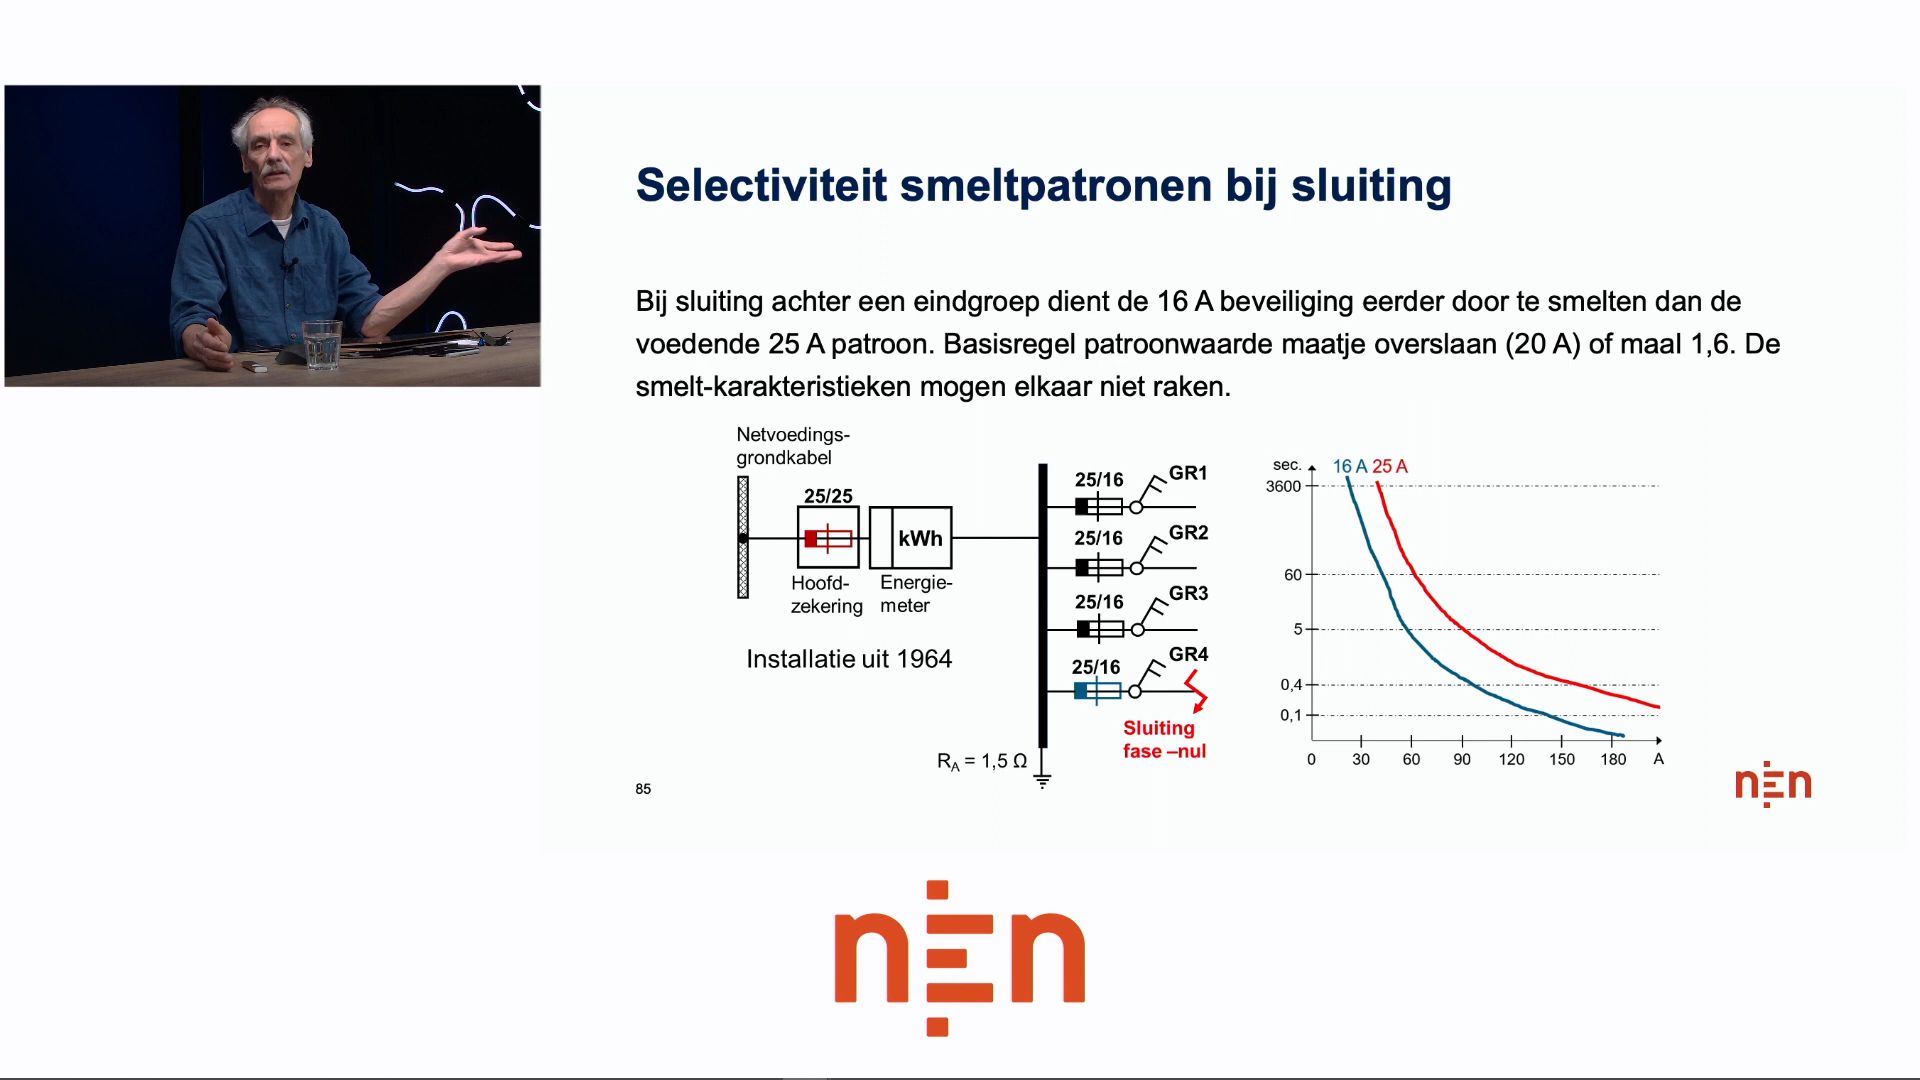 Selectiviteit smeltpatronen bij sluiting
Bij sluiting achter een eindgroep dient de 16 A beveiliging eerder door te smelten dan de
voedende 25 A patroon. Basisregel patroonwaarde maatje overslaan (20 A) of maal 1,6. De
smelt-karakteristieken mogen elkaar niet raken.
Netvoedings-
grondkabel
25/25
kWh
Hoofd-
zekering
Energie-
meter
Installatie uit 1964
25/16
GR1
25/16
GR2
25/16
GR3
25/16
GR4
Sluiting
fase –nul
RA = 1,5 Ω
sec.
16 A 25 A
3600
60
5
0,4
0,1
0 30 60 90 120 150 180 A
85
nen
nen